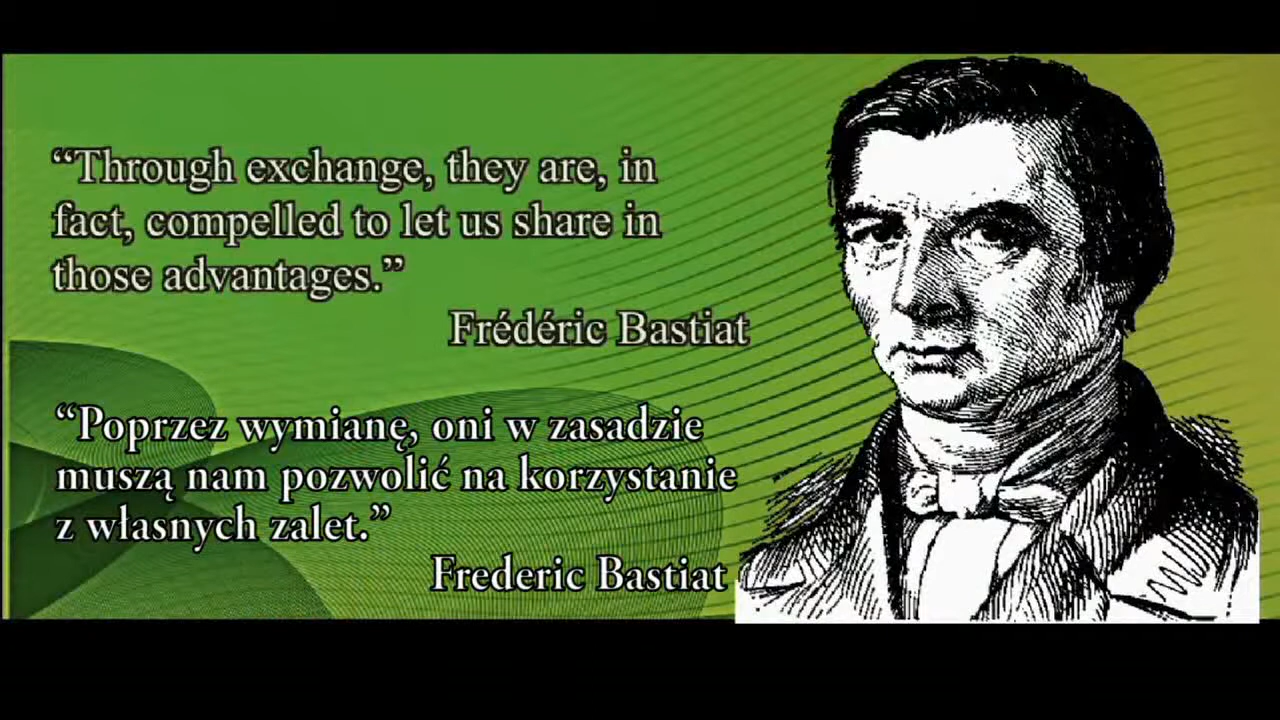 “Through exchange, they are, in
fact, compelled to let us share in
those advantages.”
Frédéric Bastiat
“Poprzez wymianę, oni w zasadzie
muszą nam pozwolić na korzystanie
z własnych zalet.”
Frederic Bastiat